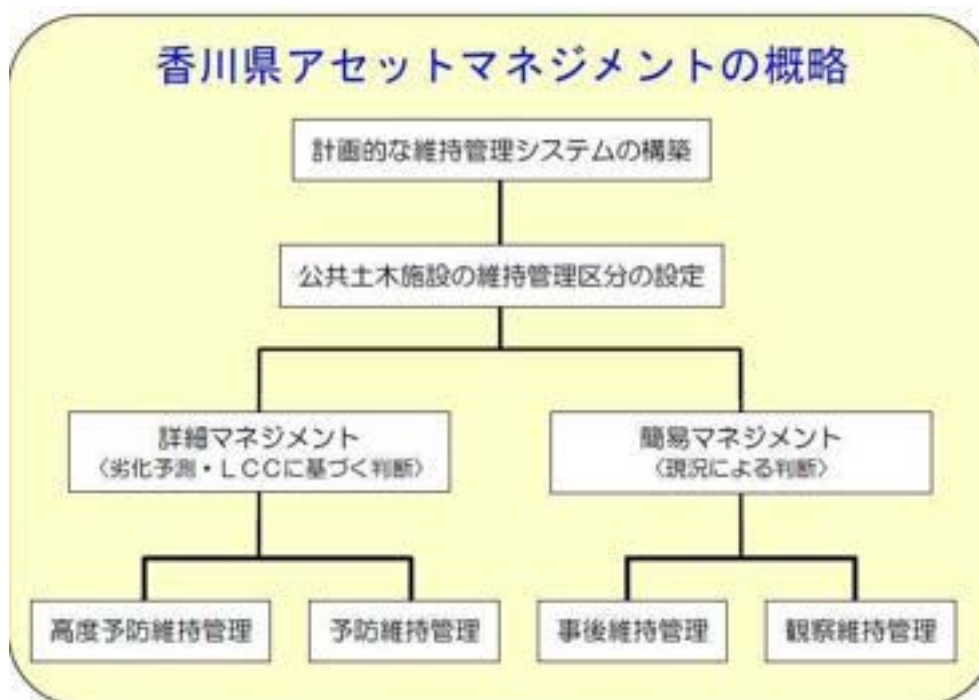 香川県アセットマネジメントの概略
計画的な維持管理システムの構築
公共土木施設の維持管理区分の設定
詳細マネジメント
〈劣化予測・LCCに基づく判断〉
簡易マネジメント
〈現況による判断〉
高度予防維持管理
予防維持管理
事後維持管理
観察維持管理